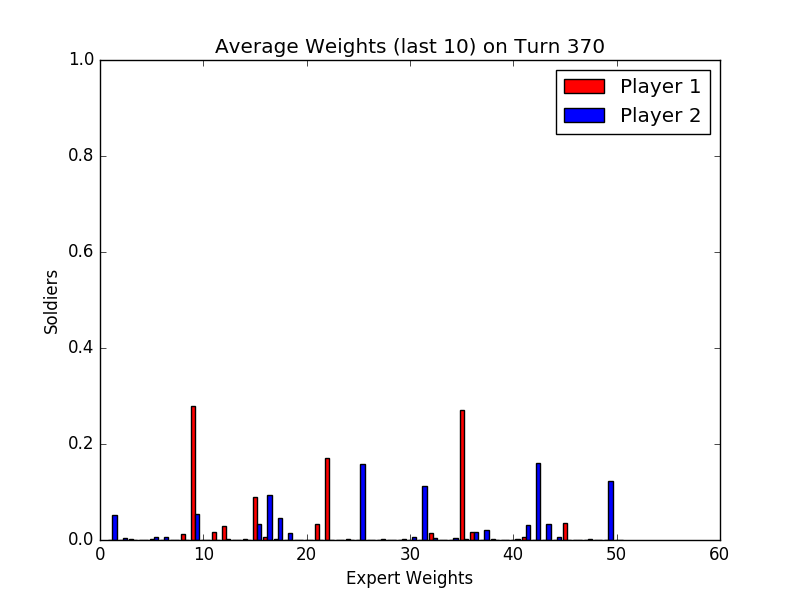 Average Weights (last 10) on Turn 370
1.0
Player 1
Player 2
0.8
0.6
Soldiers
0.4
0.2
0.0
0 10 20 30 40 50 60
Expert Weights